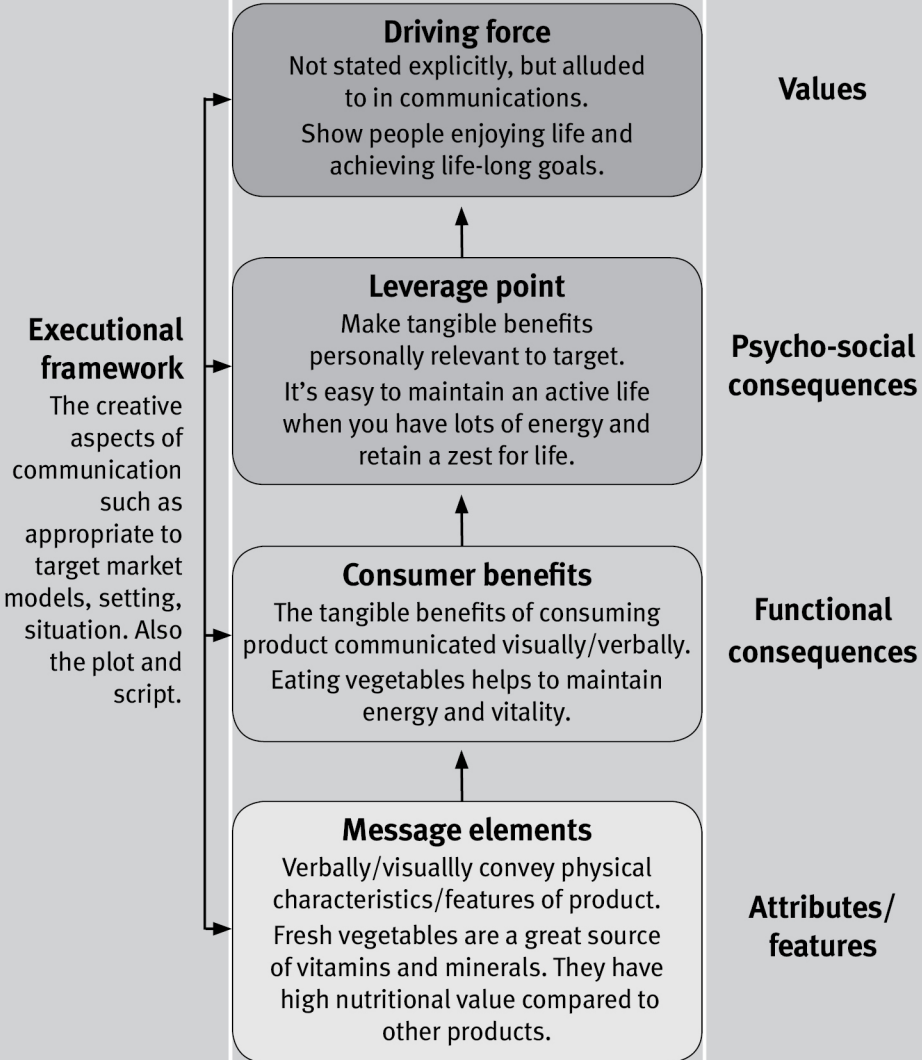 Driving force
Not stated explicitly, but alluded
to in communications.
Show people enjoying life and
achieving life-long goals.
Values
Leverage point
Make tangible benefits
personally relevant to target.
It's easy to maintain an active life
when you have lots of energy and
retain a zest for life.
Psycho-social
consequences
Executional
framework
The creative
aspects of
communication
such as
appropriate to
target market
models, setting,
situation. Also
the plot and
script.
Consumer benefits
The tangible benefits of consuming
product communicated visually/verbally.
Eating vegetables helps to maintain
energy and vitality.
Functional
consequences
Message elements
Verbally/visuallly convey physical
characteristics/features of product.
Fresh vegetables are a great source
of vitamins and minerals. They have
high nutritional value compared to
other products.
Attributes/
features